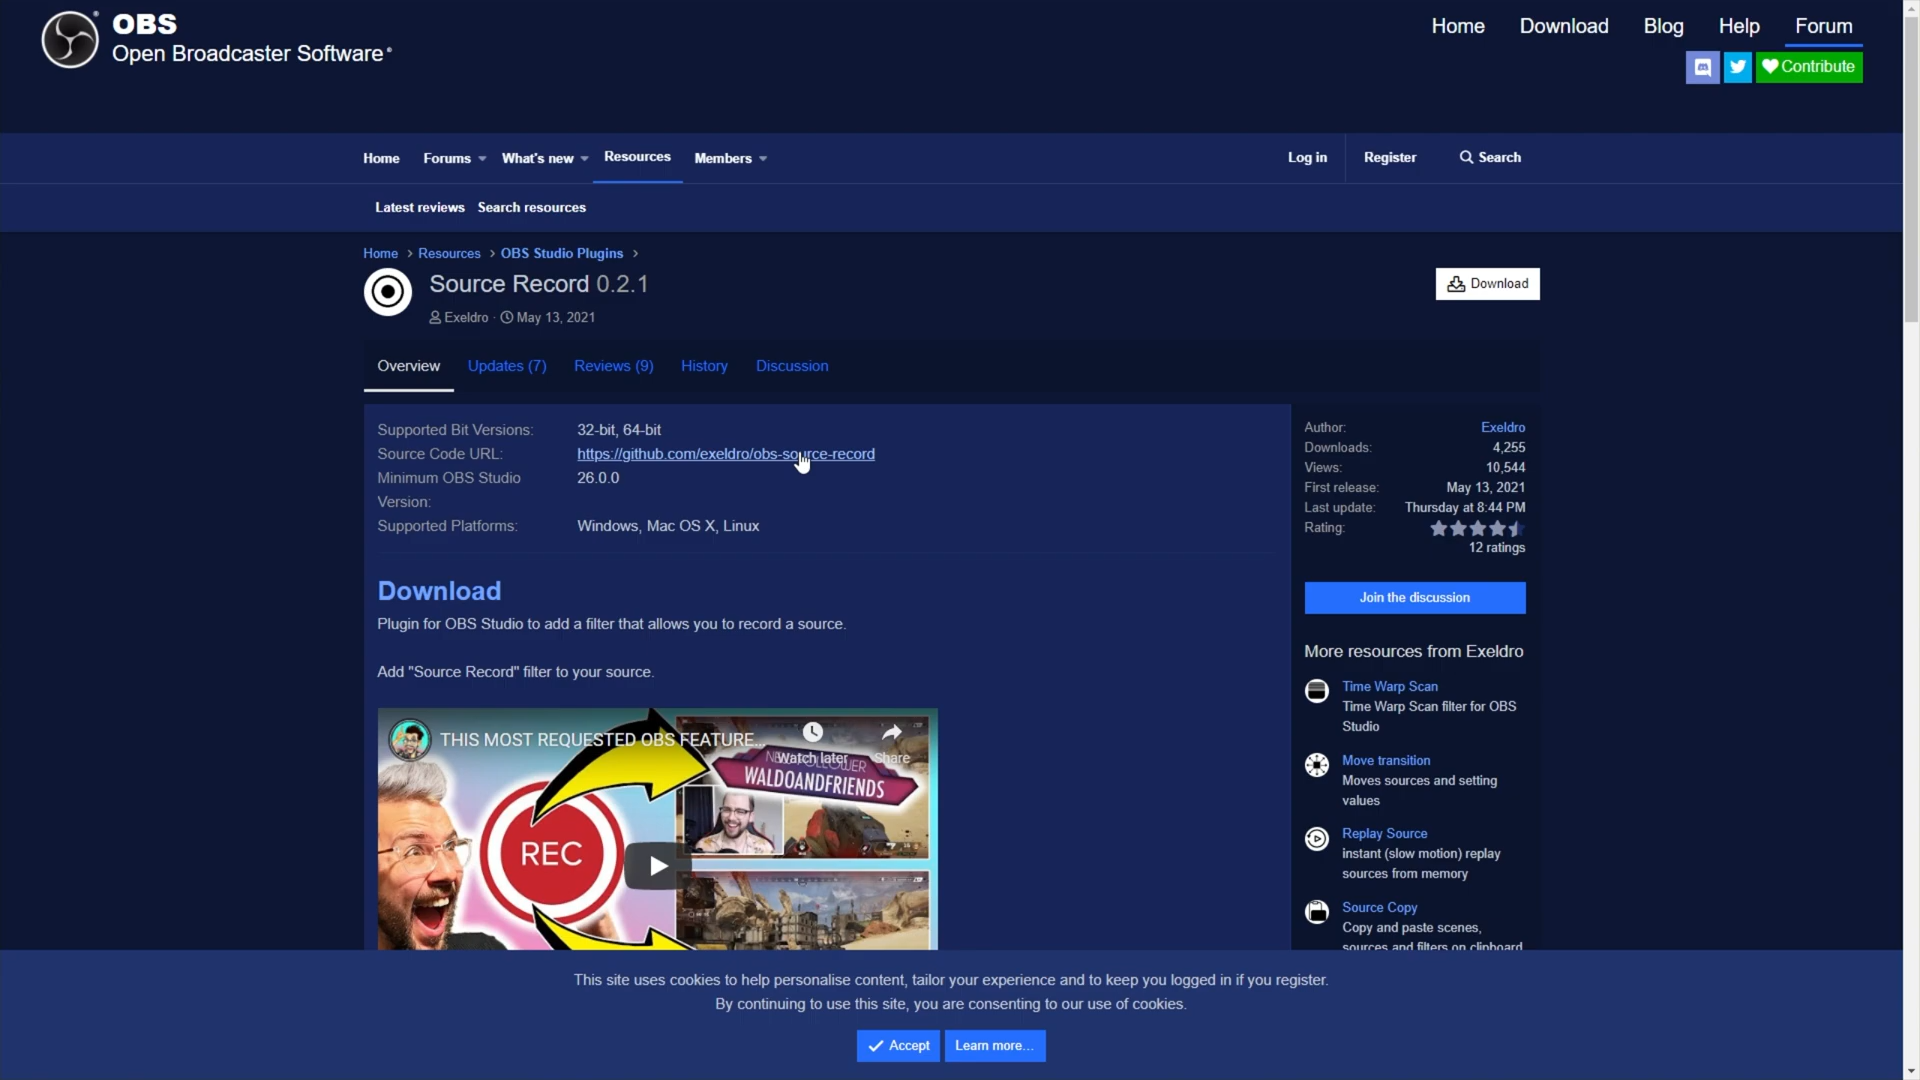 OBS
Open Broadcaster Software
Home Download Blog Help Forum
Contribute
Home Forums What's new Resources Members Log in Register Search
Latest reviews Search resources
Home > Resources > OBS Studio Plugins >
Source Record 0.2.1
Exeldro · May 13, 2021
Download
Overview Updates (7) Reviews (9) History Discussion
Supported Bit Versions: 32-bit, 64-bit
Source Code URL: https://github.com/exeldro/obs-source-record
Minimum OBS Studio 26.0.0
Version:
Supported Platforms: Windows, Mac OS X, Linux
Download
Plugin for OBS Studio to add a filter that allows you to record a source.
Add "Source Record" filter to your source.
THIS MOST REQUESTED OBS FEATURE...
Watch later Share
WALDOANDFRIENDS
REC
Author: Exeldro
Downloads: 4,255
Views: 10,544
First release: May 13, 2021
Last update: Thursday at 8:44 PM
Rating:
12 ratings
Join the discussion
More resources from Exeldro
Time Warp Scan
Time Warp Scan filter for OBS
Studio
Move transition
Moves sources and setting
values
Replay Source
instant (slow motion) replay
sources from memory
Source Copy
Copy and paste scenes,
sources and filters on clipboard
This site uses cookies to help personalise content, tailor your experience and to keep you logged in if you register.
By continuing to use this site, you are consenting to our use of cookies.
Accept Learn more...